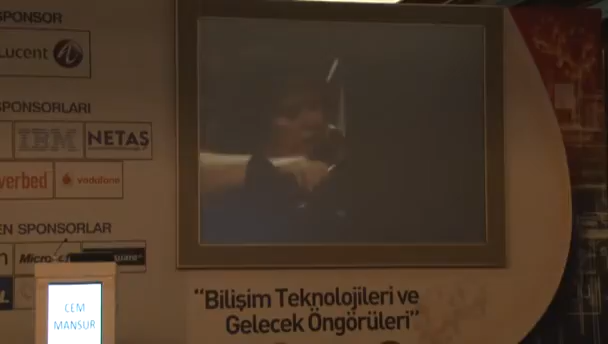 SPONSOR
Lucent
SPONSORLARI
IBM
NETAŞ
verbed
vodafone
EN SPONSORLAR
CEM
MANSUR
"Bilişim Teknolojileri ve
Gelecek Öngörüleri"